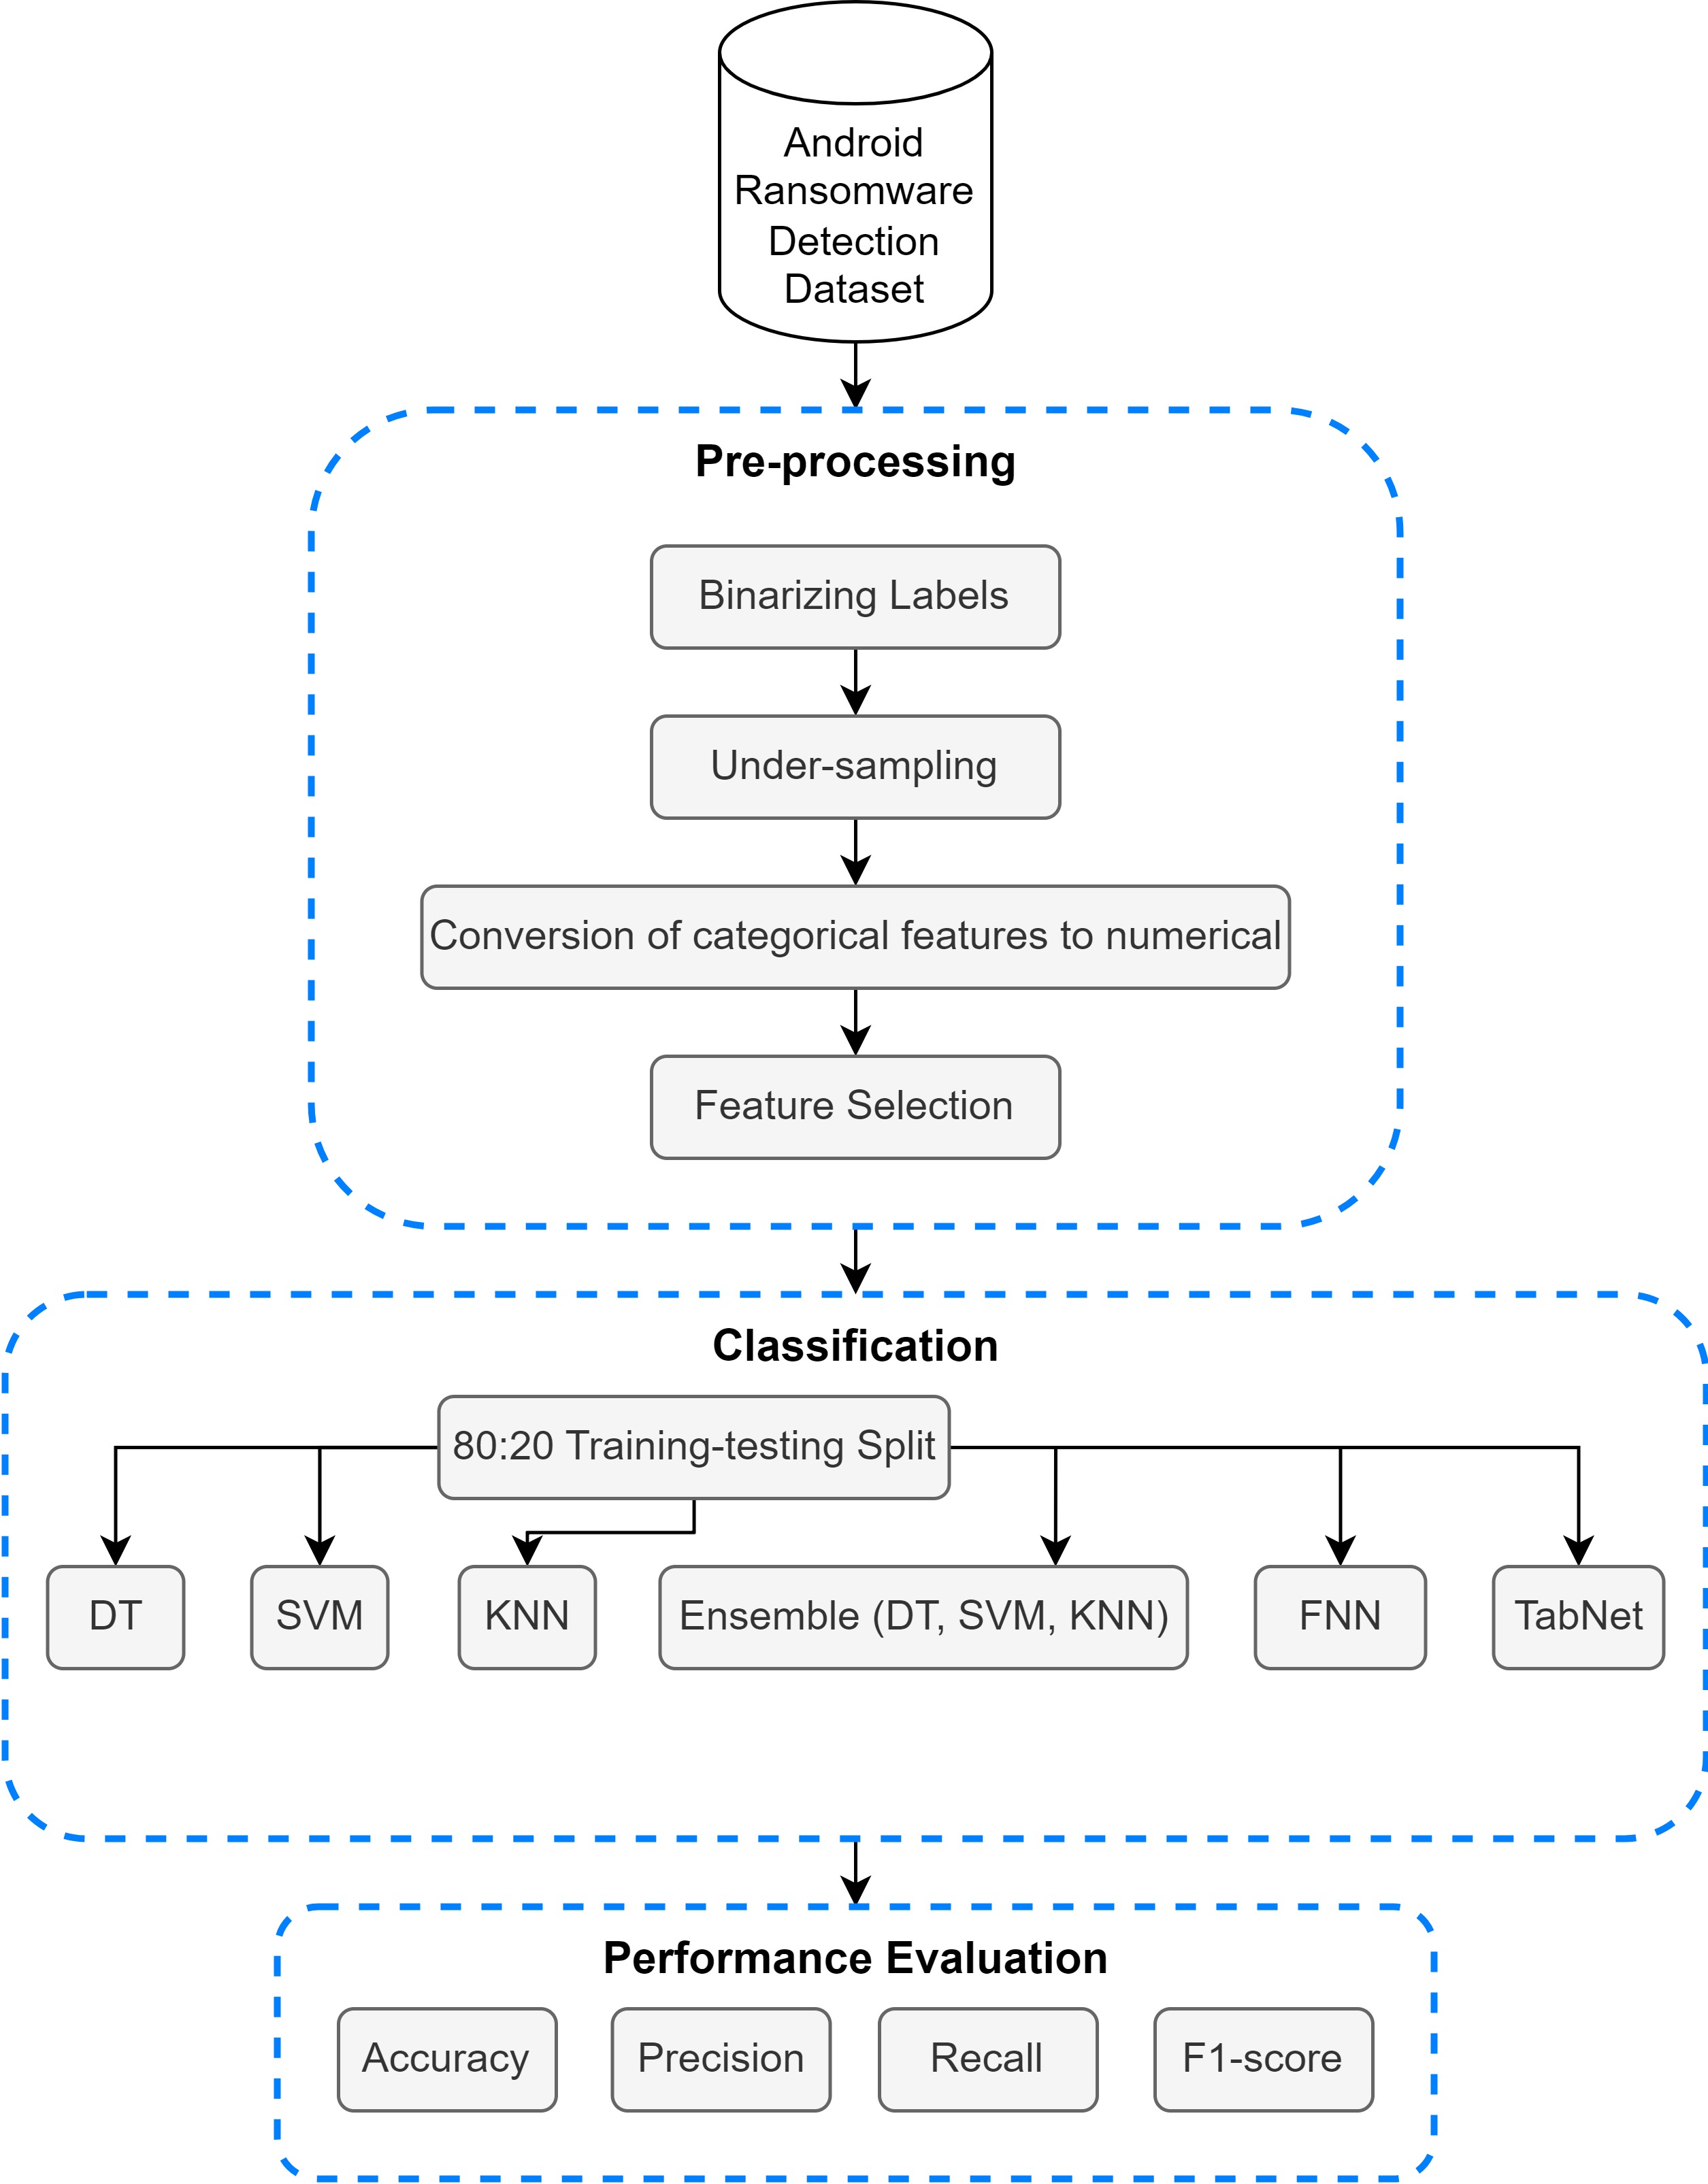 Android
Ransomware
Detection
Dataset
Pre-processing
Binarizing Labels
Under-sampling
Conversion of categorical features to numerical
Feature Selection
Classification
80:20 Training-testing Split
DT
SVM
KNN
Ensemble (DT, SVM, KNN)
FNN
TabNet
Performance Evaluation
Accuracy
Precision
Recall
F1-score